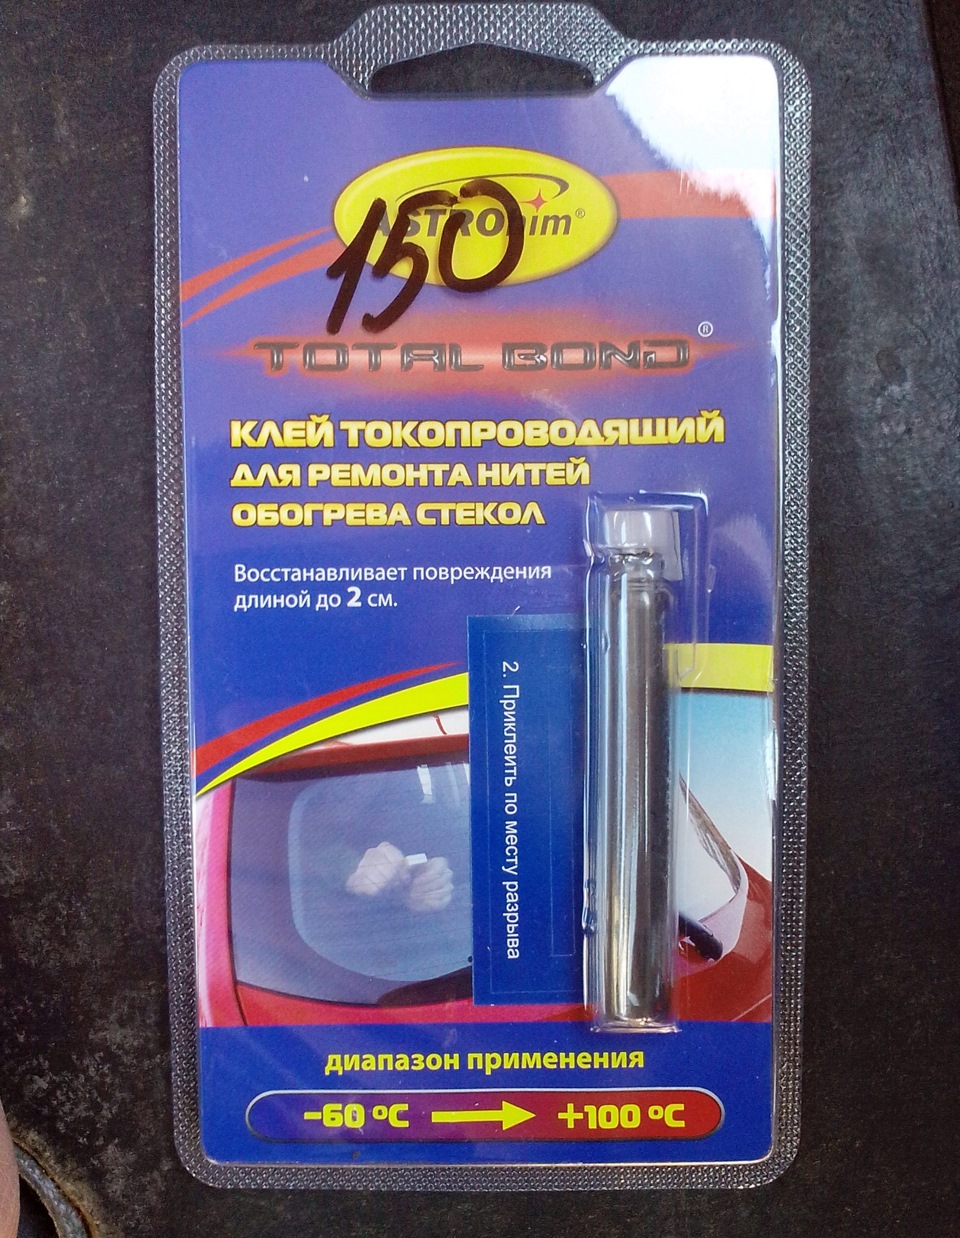 ASTROhim®
150
TOTAL BOND®
КЛЕЙ ТОКОПРОВОДЯЩИЙ
ДЛЯ РЕМОНТА НИТЕЙ
ОБОГРЕВА СТЕКОЛ
Восстанавливает повреждения
длиной до 2 см.
2. Приклеить по месту разрыва
диапазон применения
-60 ºC +100 ºC